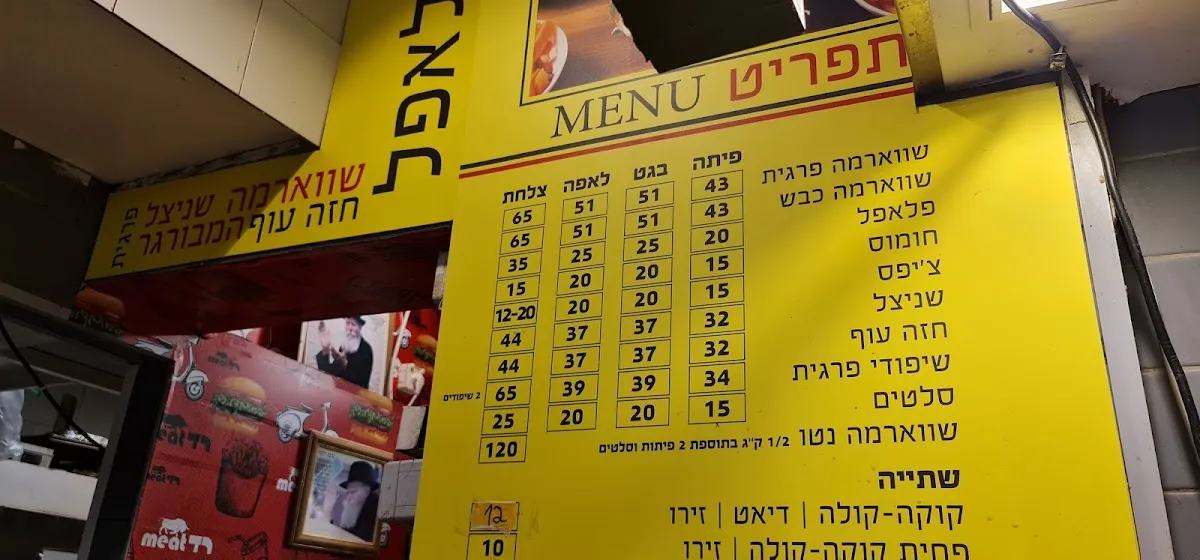 לאפל
שווארמה שניצל
חזה עוף המבורגר
פרגית
תפריט MENU
פיתה בגט לאפה צלחת
שווארמה פרגית 43 51 51 65
שווארמה כבש 43 51 51 65
פלאפל 20 25 25 35
חומוס 15 20 20 15
צ'יפס 15 20 20 12-20
שניצל 32 37 37 44
חזה עוף 32 37 37 44
שיפודי פרגית 34 39 39 65 2 שיפודים
סלטים 15 20 20 25
שווארמה נטו 1/2 ק"ג בתוספת 2 פיתות וסלטים 120
שתייה
קוקה-קולה | דיאט | זירו 12
פחית קוקה-קולה | זירו 10
meat רד
meat רד